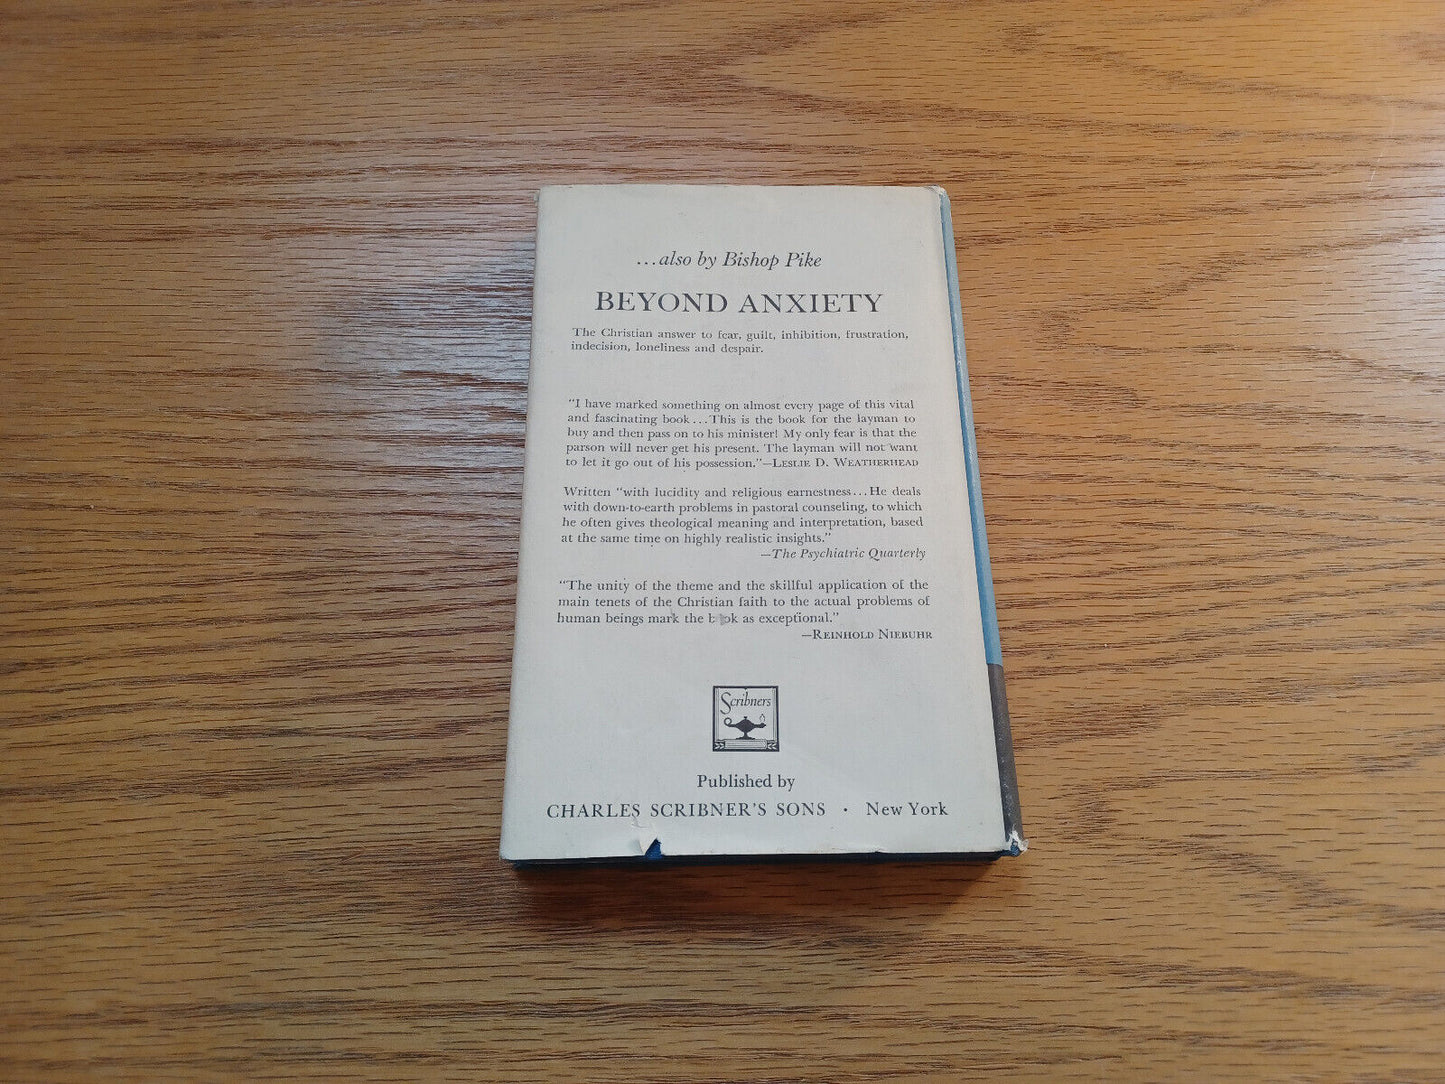 ...also by Bishop Pike
BEYOND ANXIETY
The Christian answer to fear, guilt, inhibition, frustration,
indecision, loneliness and despair.
“I have marked something on almost every page of this vital
and fascinating book...This is the book for the layman to
buy and then pass on to his minister! My only fear is that the
parson will never get his present. The layman will not want
to let it go out of his possession.”—LESLIE D. WEATHERHEAD
Written “with lucidity and religious earnestness...He deals
with down-to-earth problems in pastoral counseling, to which
he often gives theological meaning and interpretation, based
at the same time on highly realistic insights.”
—The Psychiatric Quarterly
“The unity of the theme and the skillful application of the
main tenets of the Christian faith to the actual problems of
human beings mark the book as exceptional.”
—REINHOLD NIEBUHR
Scribners
Published by
CHARLES SCRIBNER'S SONS · New York